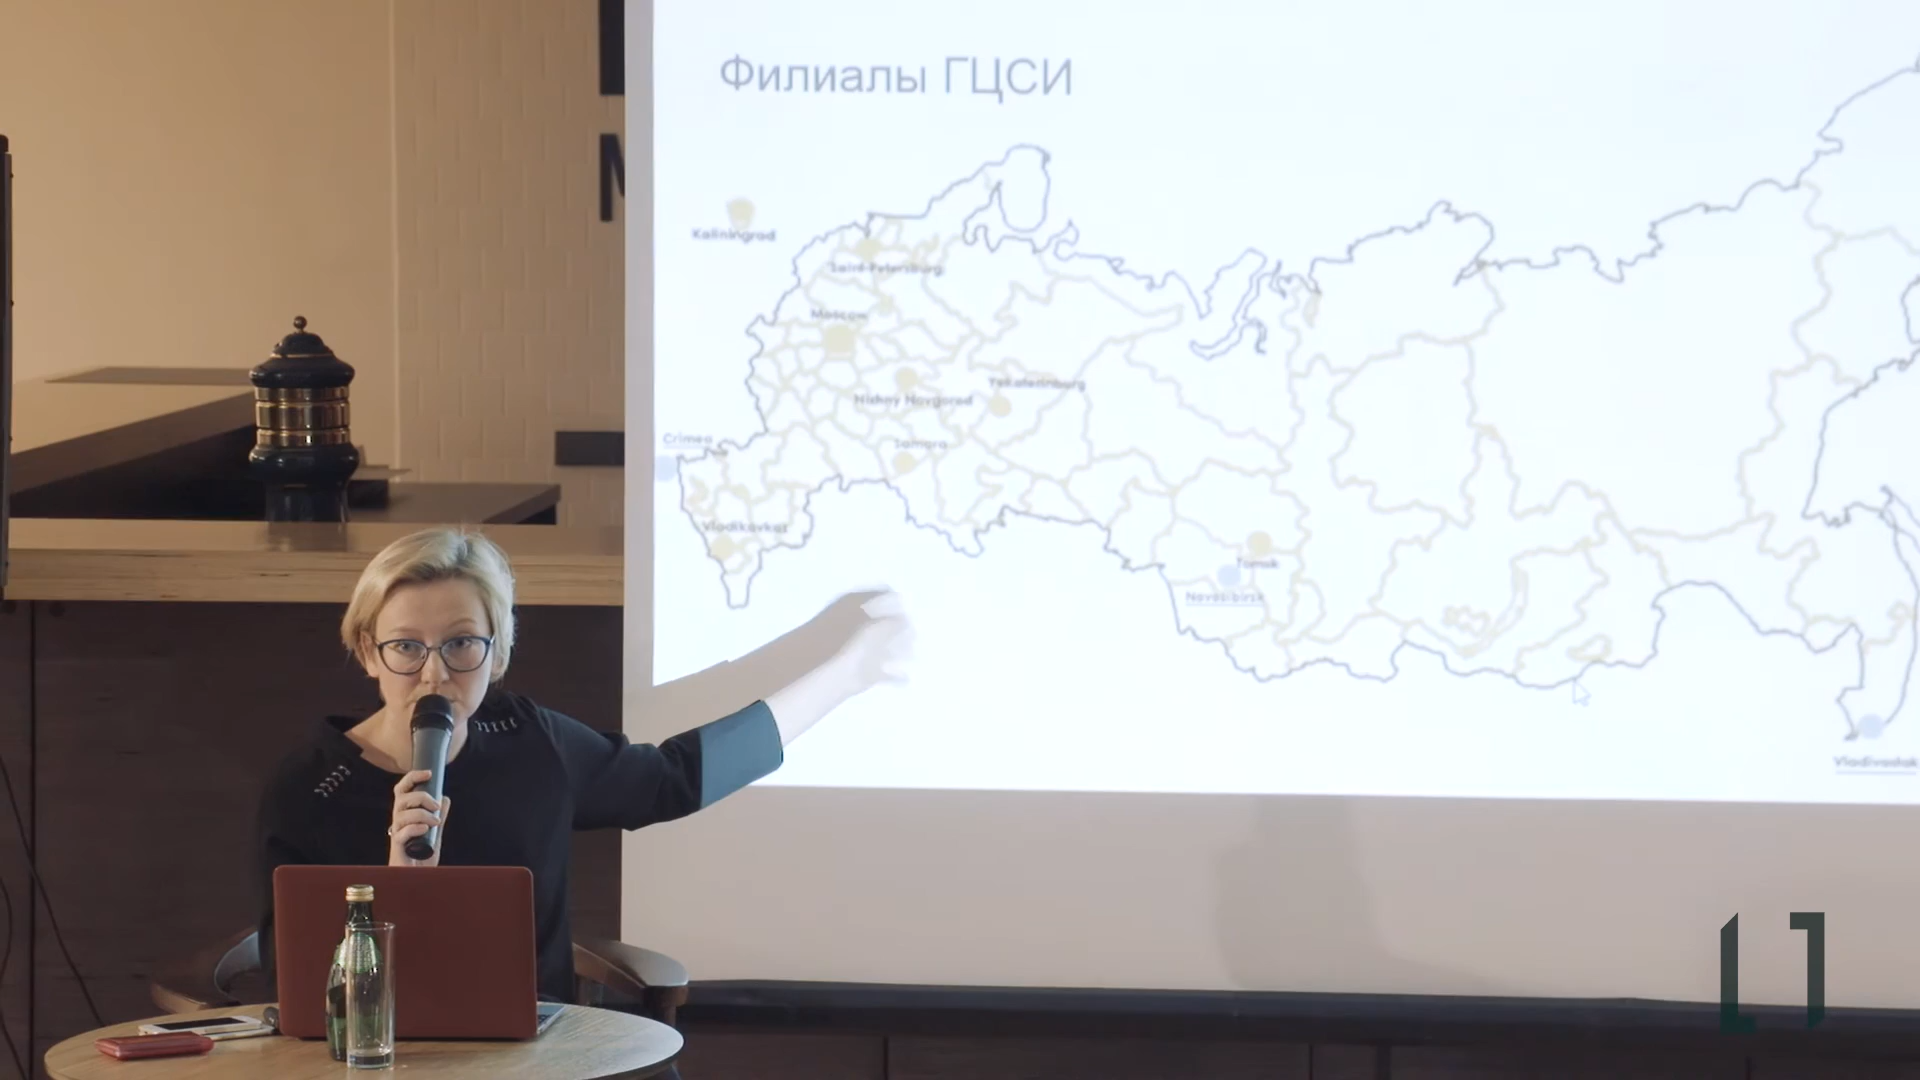 Филиалы ГЦСИ
Kaliningrad
Saint-Petersburg
Moscow
Yekaterinburg
Nizhny Novgorod
Crimea
Samara
Vladikavkaz
Tomsk
Novosibirsk
Vladivostok